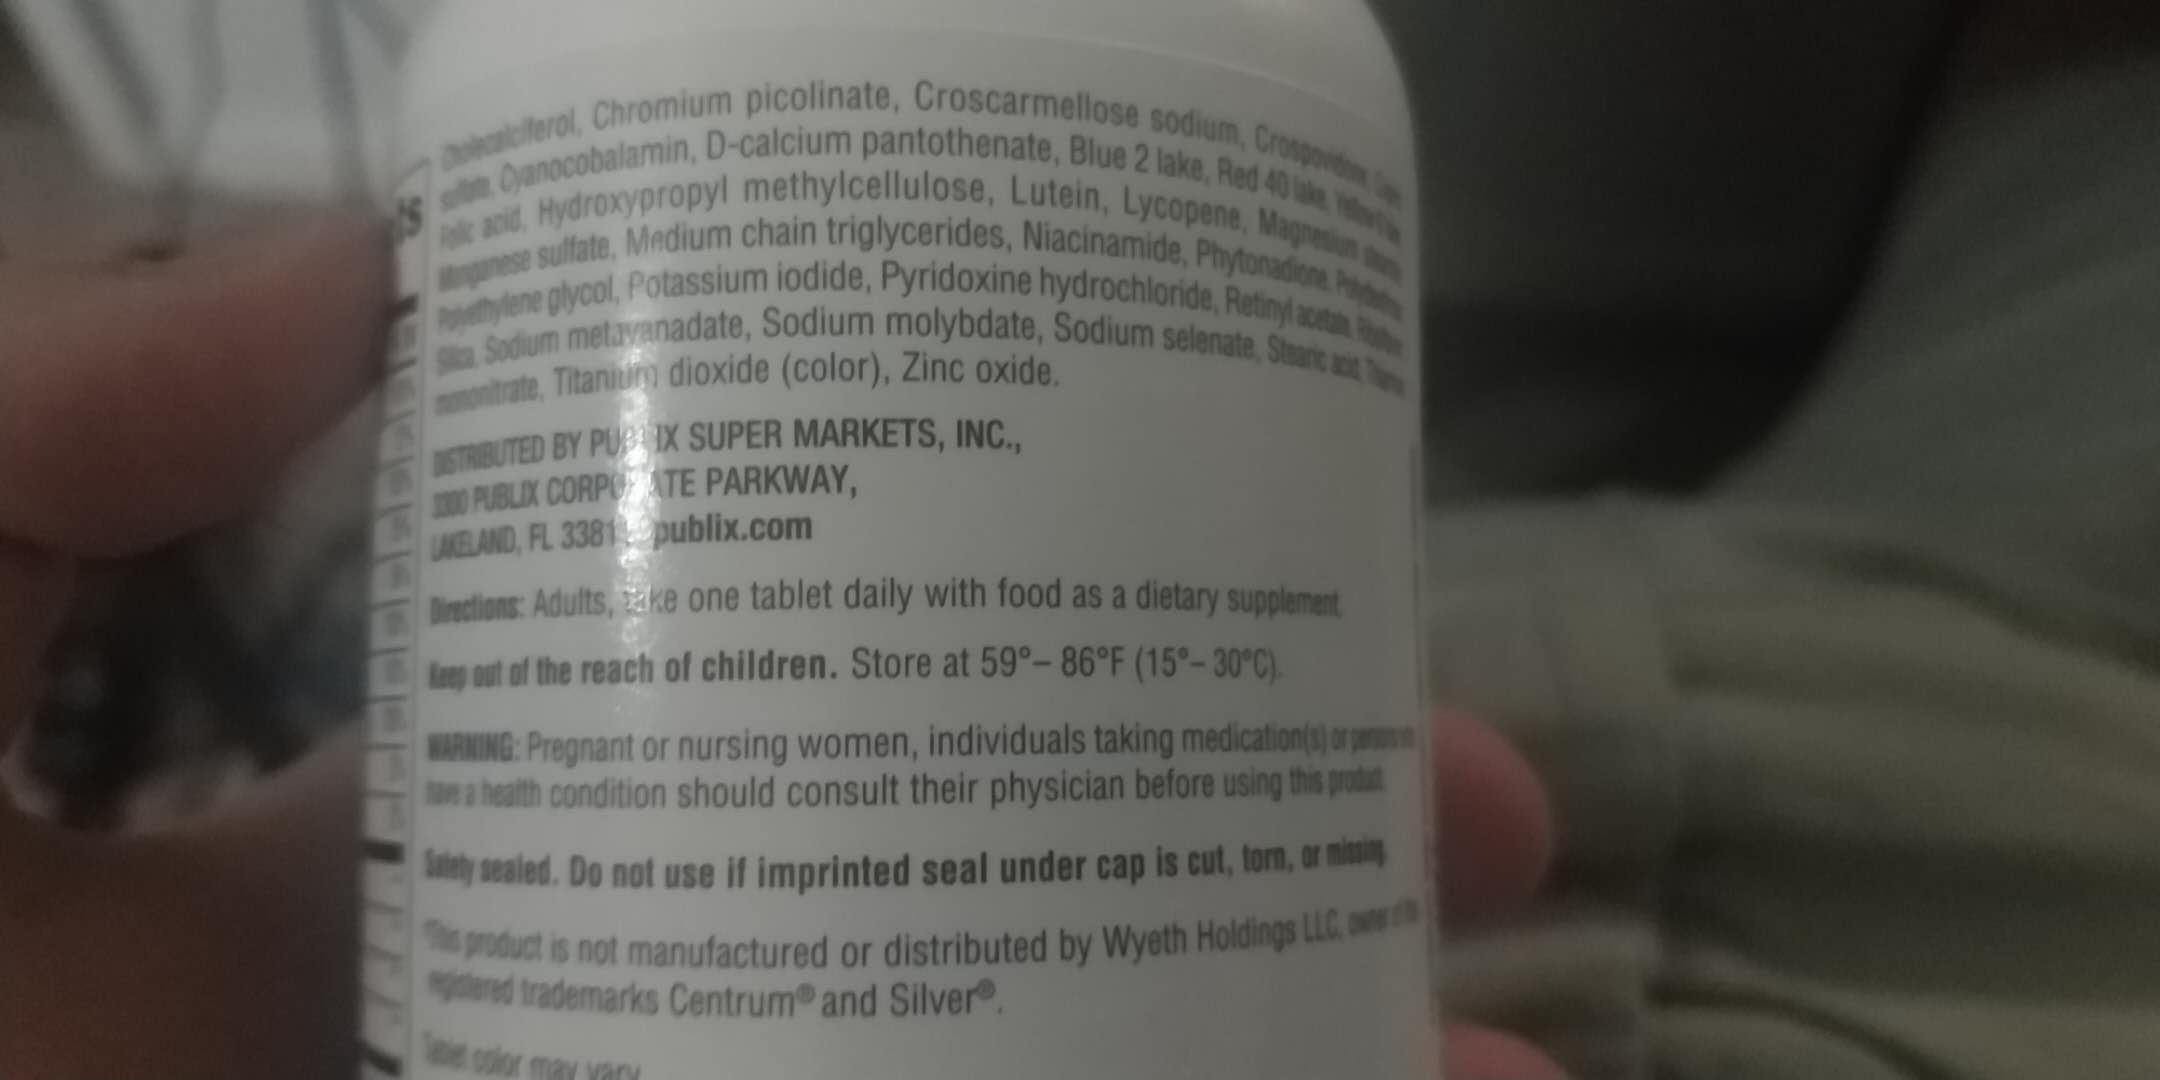 Cholecalciferol, Chromium picolinate, Croscarmellose sodium, Crospovidone,
sulfate, Cyanocobalamin, D-calcium pantothenate, Blue 2 lake, Red 40 lake,
Folic acid, Hydroxypropyl methylcellulose, Lutein, Lycopene, Magnesium
Manganese sulfate, Medium chain triglycerides, Niacinamide, Phytonadione,
Polyethylene glycol, Potassium iodide, Pyridoxine hydrochloride, Retinyl acetate,
Silica, Sodium metavanadate, Sodium molybdate, Sodium selenate, Stearic acid,
mononitrate, Titanium dioxide (color), Zinc oxide.
DISTRIBUTED BY PUBLIX SUPER MARKETS, INC.,
3300 PUBLIX CORPORATE PARKWAY,
LAKELAND, FL publix.com
Directions: Adults, take one tablet daily with food as a dietary supplement.
Keep out of the reach of children. Store at 59°– 86°F (15°– 30°C).
WARNING: Pregnant or nursing women, individuals taking medication(s) or
have a health condition should consult their physician before using this product.
Safety sealed. Do not use if imprinted seal under cap is cut, torn, or missing.
This product is not manufactured or distributed by Wyeth Holdings LLC, owner of the
registered trademarks Centrum® and Silver®.
Tablet color may vary